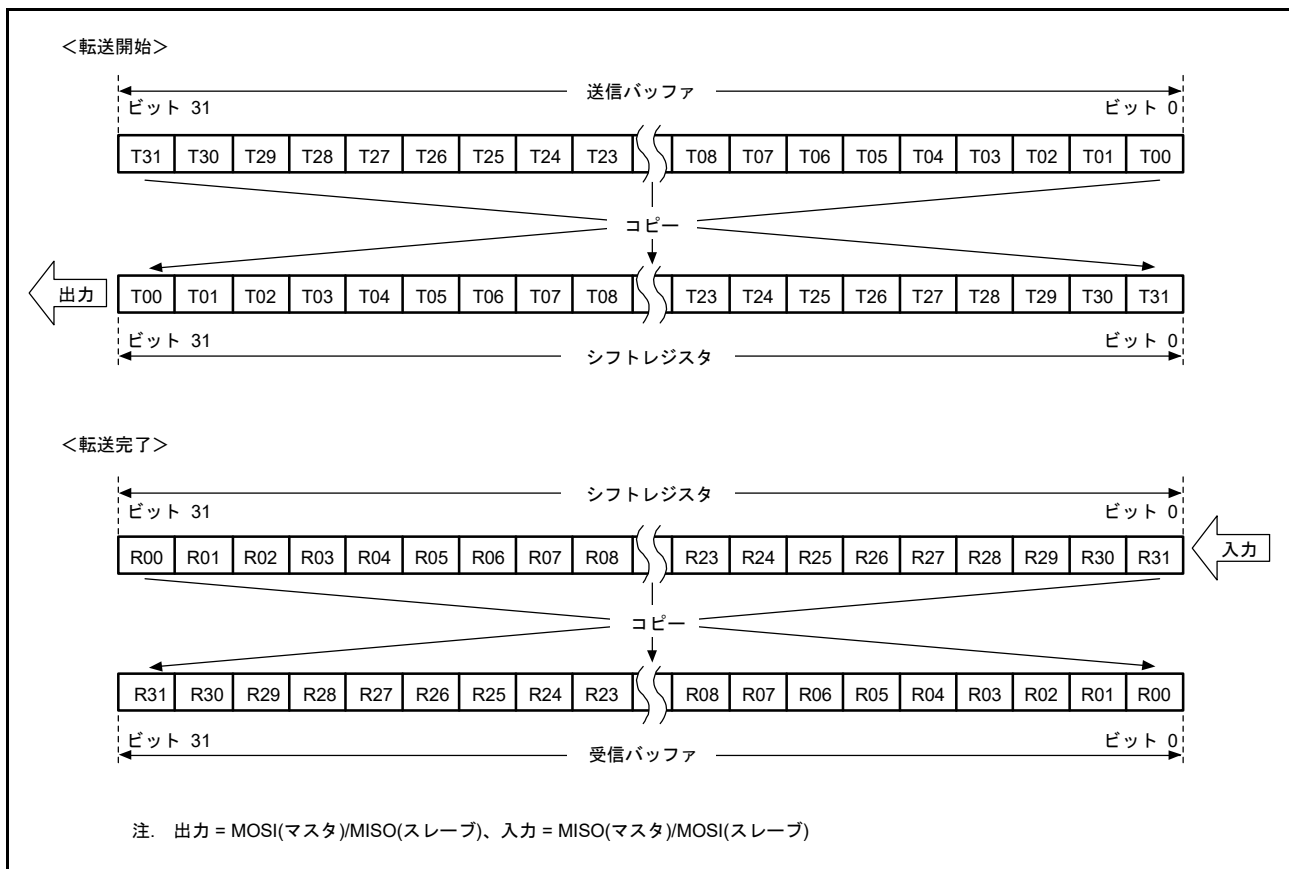 <転送開始>
送信バッファ
ビット 31 ビット 0
T31 T30 T29 T28 T27 T26 T25 T24 T23 T08 T07 T06 T05 T04 T03 T02 T01 T00
コピー
出力 T00 T01 T02 T03 T04 T05 T06 T07 T08 T23 T24 T25 T26 T27 T28 T29 T30 T31
ビット 31 ビット 0
シフトレジスタ
<転送完了>
シフトレジスタ
ビット 31 ビット 0
R00 R01 R02 R03 R04 R05 R06 R07 R08 R23 R24 R25 R26 R27 R28 R29 R30 R31 入力
コピー
R31 R30 R29 R28 R27 R26 R25 R24 R23 R08 R07 R06 R05 R04 R03 R02 R01 R00
ビット 31 ビット 0
受信バッファ
注. 出力 = MOSI(マスタ)/MISO(スレーブ)、入力 = MISO(マスタ)/MOSI(スレーブ)